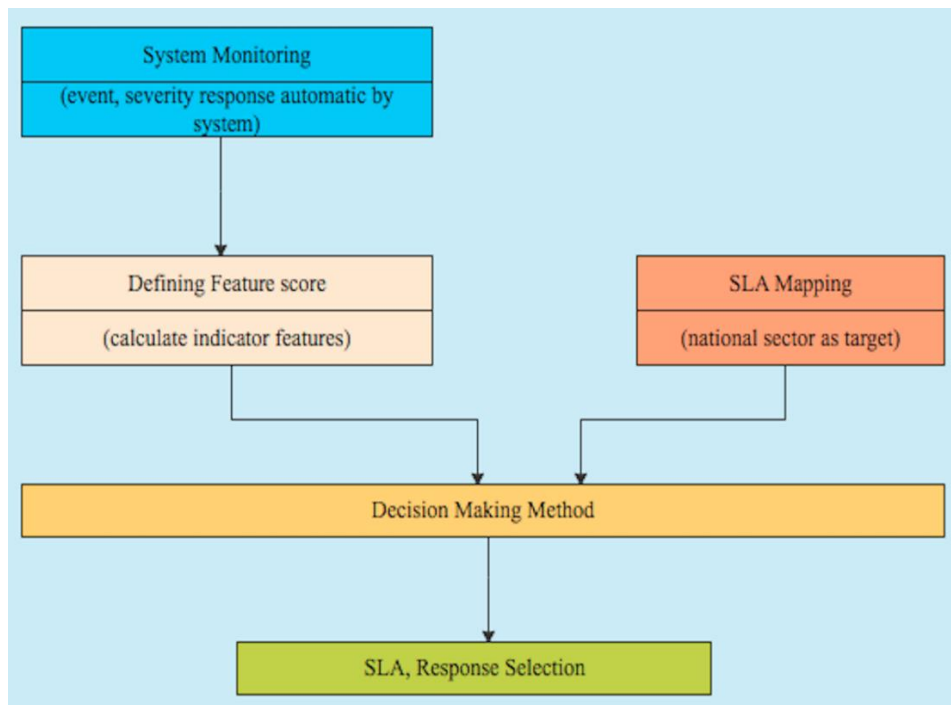 System Monitoring
(event, severity response automatic by
system)
Defining Feature score
(calculate indicator features)
SLA Mapping
(national sector as target)
Decision Making Method
SLA, Response Selection